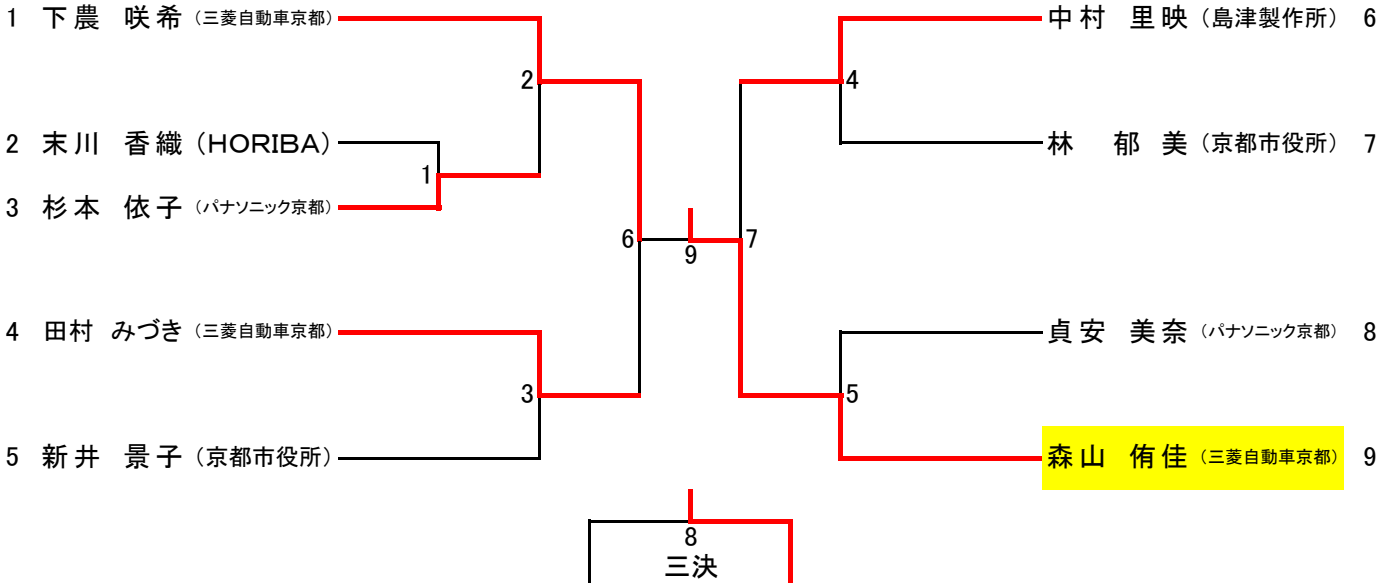 1 下農 咲希 (三菱自動車京都)
中村 里映 (島津製作所) 6
2
4
2 末川 香織 (HORIBA)
林 郁美 (京都市役所) 7
1
3 杉本 依子 (パナソニック京都)
6
9
7
4 田村 みづき (三菱自動車京都)
貞安 美奈 (パナソニック京都) 8
3
5
5 新井 景子 (京都市役所)
森山 侑佳 (三菱自動車京都) 9
8
三決